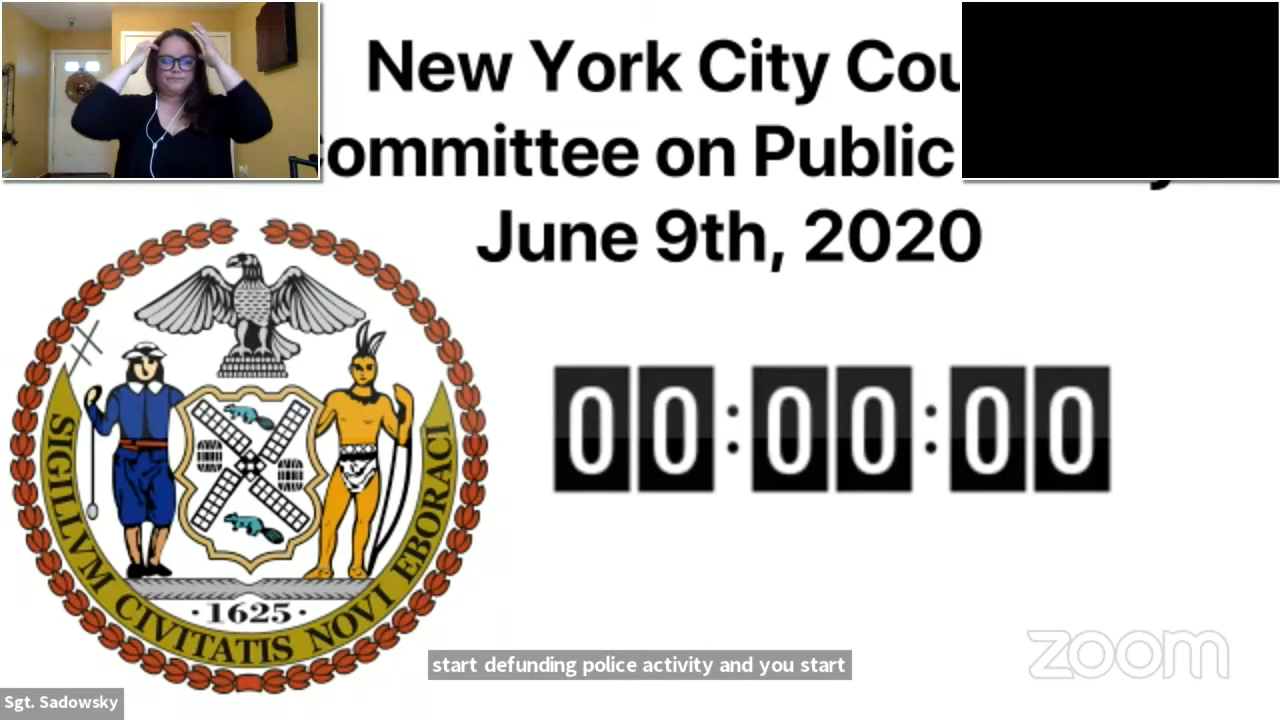 New York City Cou
ommittee on Public
June 9th, 2020
00:00:00
SIGILLVM CIVITATIS NOVI EBORACI
·1625·
start defunding police activity and you start
zoom
Sgt. Sadowsky